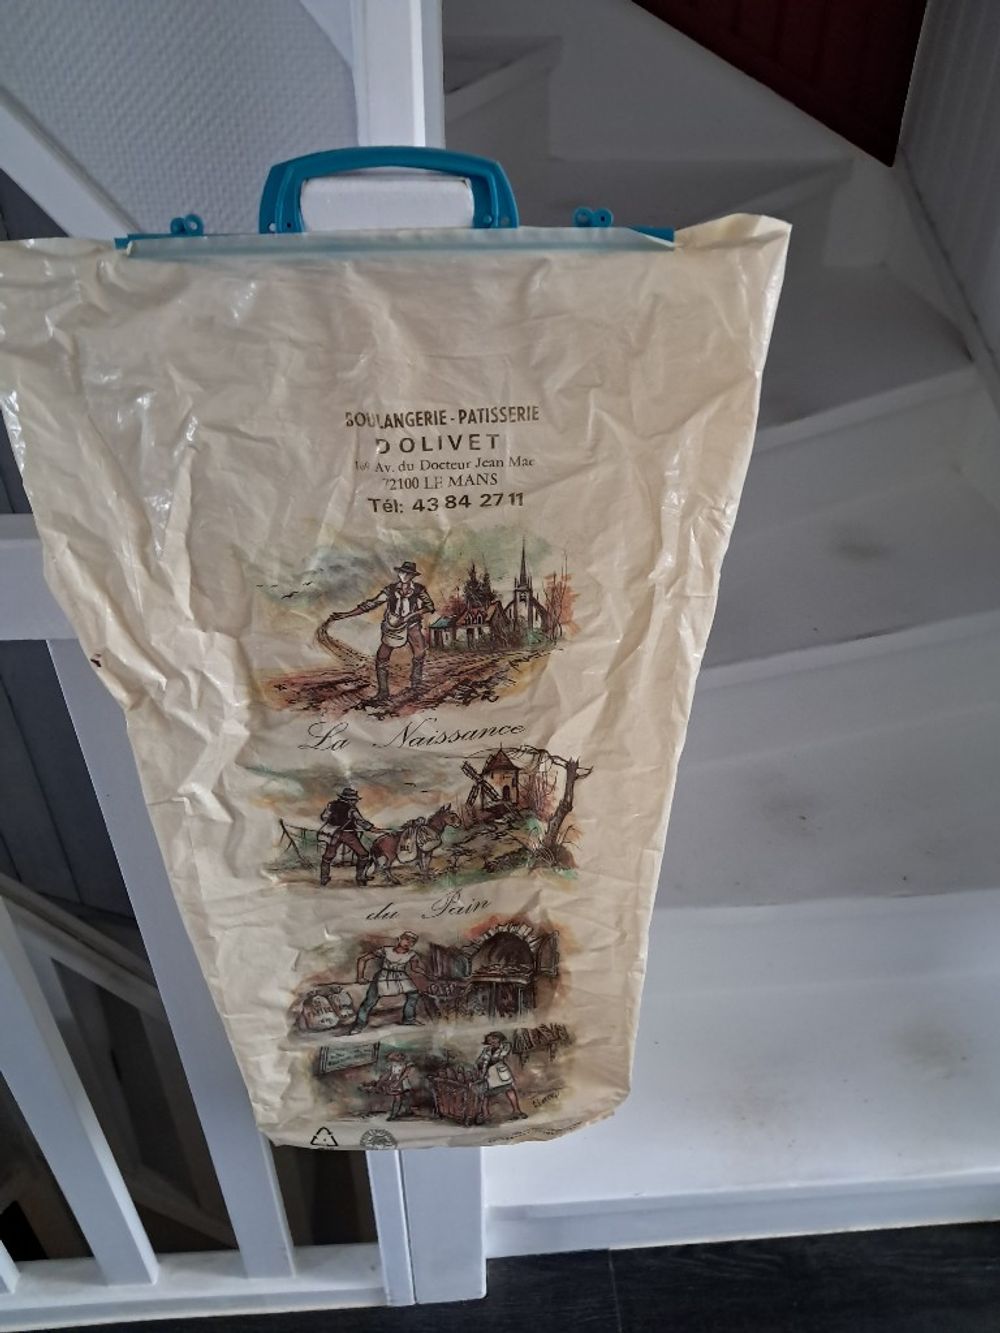 BOULANGERIE - PATISSERIE
DOLIVET
Av. du Docteur Jean Mac
72100 LE MANS
Tél: 43 84 27 11
La Naissance
du Pain